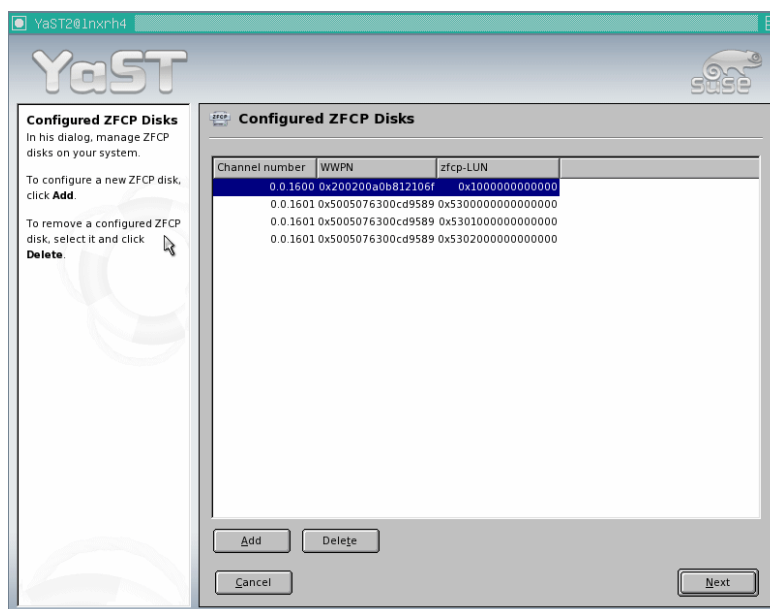 YaST2@lnxrh4
YaST
suse
Configured ZFCP Disks
In his dialog, manage ZFCP
disks on your system.
To configure a new ZFCP disk,
click Add.
To remove a configured ZFCP
disk, select it and click
Delete.
ZFCP Configured ZFCP Disks
Channel number WWPN zfcp-LUN
0.0.1600 0x200200a0b812106f 0x1000000000000
0.0.1601 0x5005076300cd9589 0x5300000000000000
0.0.1601 0x5005076300cd9589 0x5301000000000000
0.0.1601 0x5005076300cd9589 0x5302000000000000
Add Delete
Cancel Next